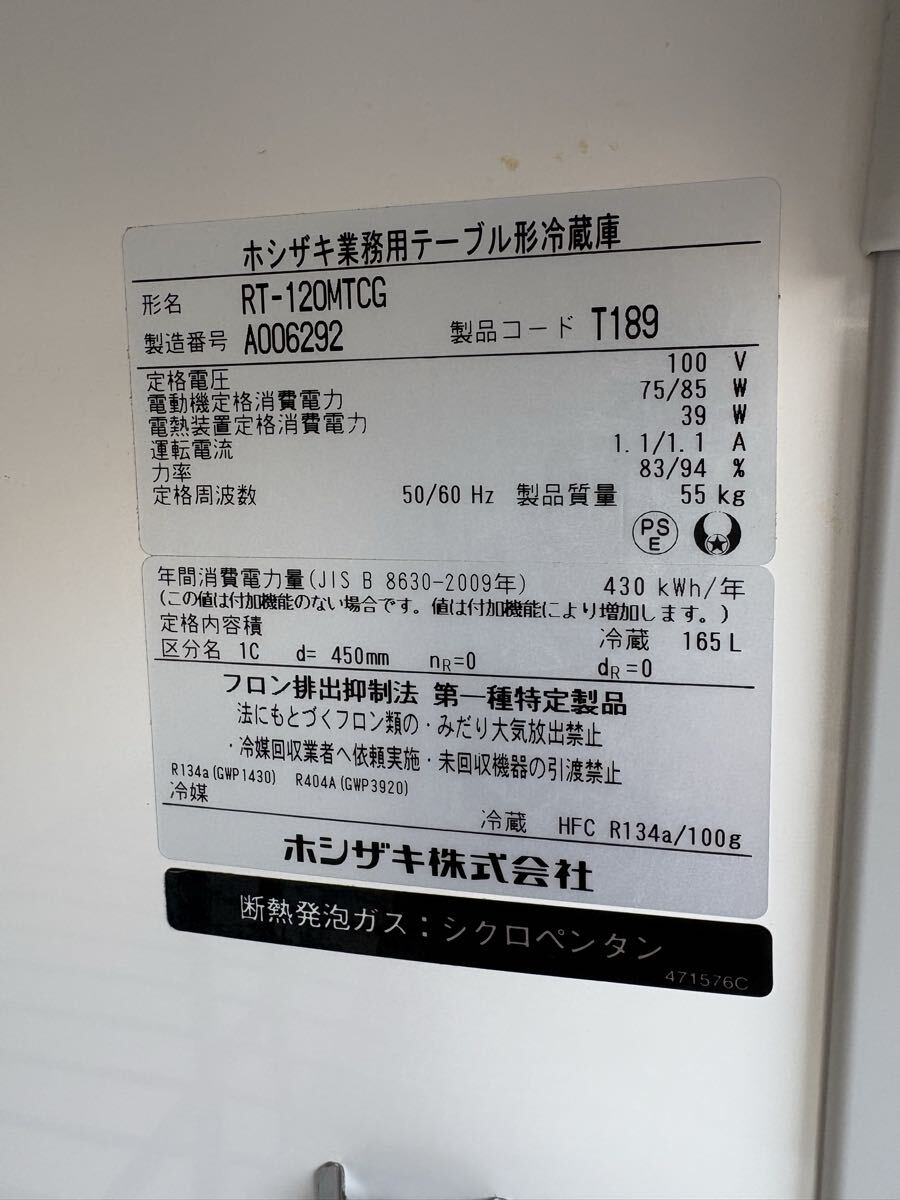 ホシザキ業務用テーブル形冷蔵庫
形名 RT-120MTCG
製造番号 A006292 製品コード T189
定格電圧 100 V
電動機定格消費電力 75/85 W
電熱装置定格消費電力 39 W
運転電流 1.1/1.1 A
力率 83/94 %
定格周波数 50/60 Hz 製品質量 55 kg
PS
E
年間消費電力量(JIS B 8630-2009年) 430 kWh/年
(この値は付加機能のない場合です。値は付加機能により増加します。)
定格内容積 冷蔵 165 L
区分名 1C d= 450mm nR=0 dR=0
フロン排出抑制法 第一種特定製品
法にもとづくフロン類の・みだり大気放出禁止
・冷媒回収業者へ依頼実施・未回収機器の引渡禁止
R134a(GWP1430) R404A(GWP3920)
冷媒 冷蔵 HFC R134a/100g
ホシザキ株式会社
断熱発泡ガス:シクロペンタン
471576C